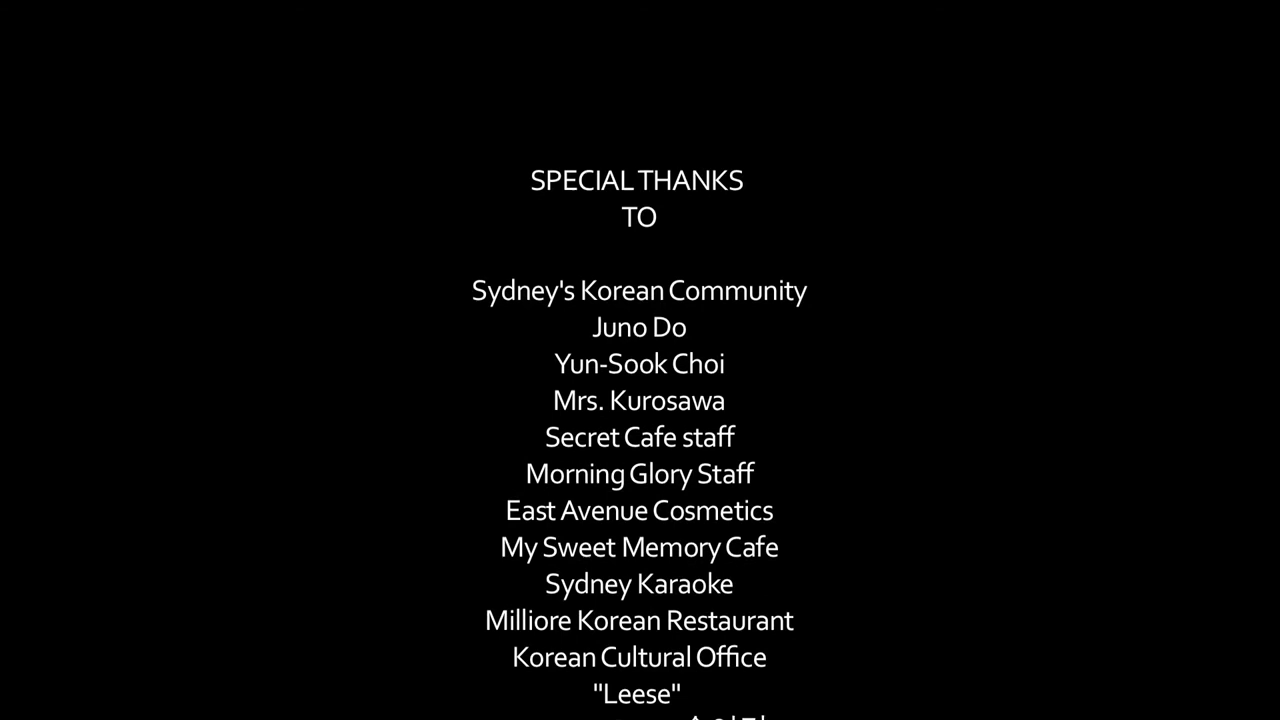 SPECIAL THANKS
TO
Sydney's Korean Community
Juno Do
Yun-Sook Choi
Mrs. Kurosawa
Secret Cafe staff
Morning Glory Staff
East Avenue Cosmetics
My Sweet Memory Cafe
Sydney Karaoke
Milliore Korean Restaurant
Korean Cultural Office
"Leese"